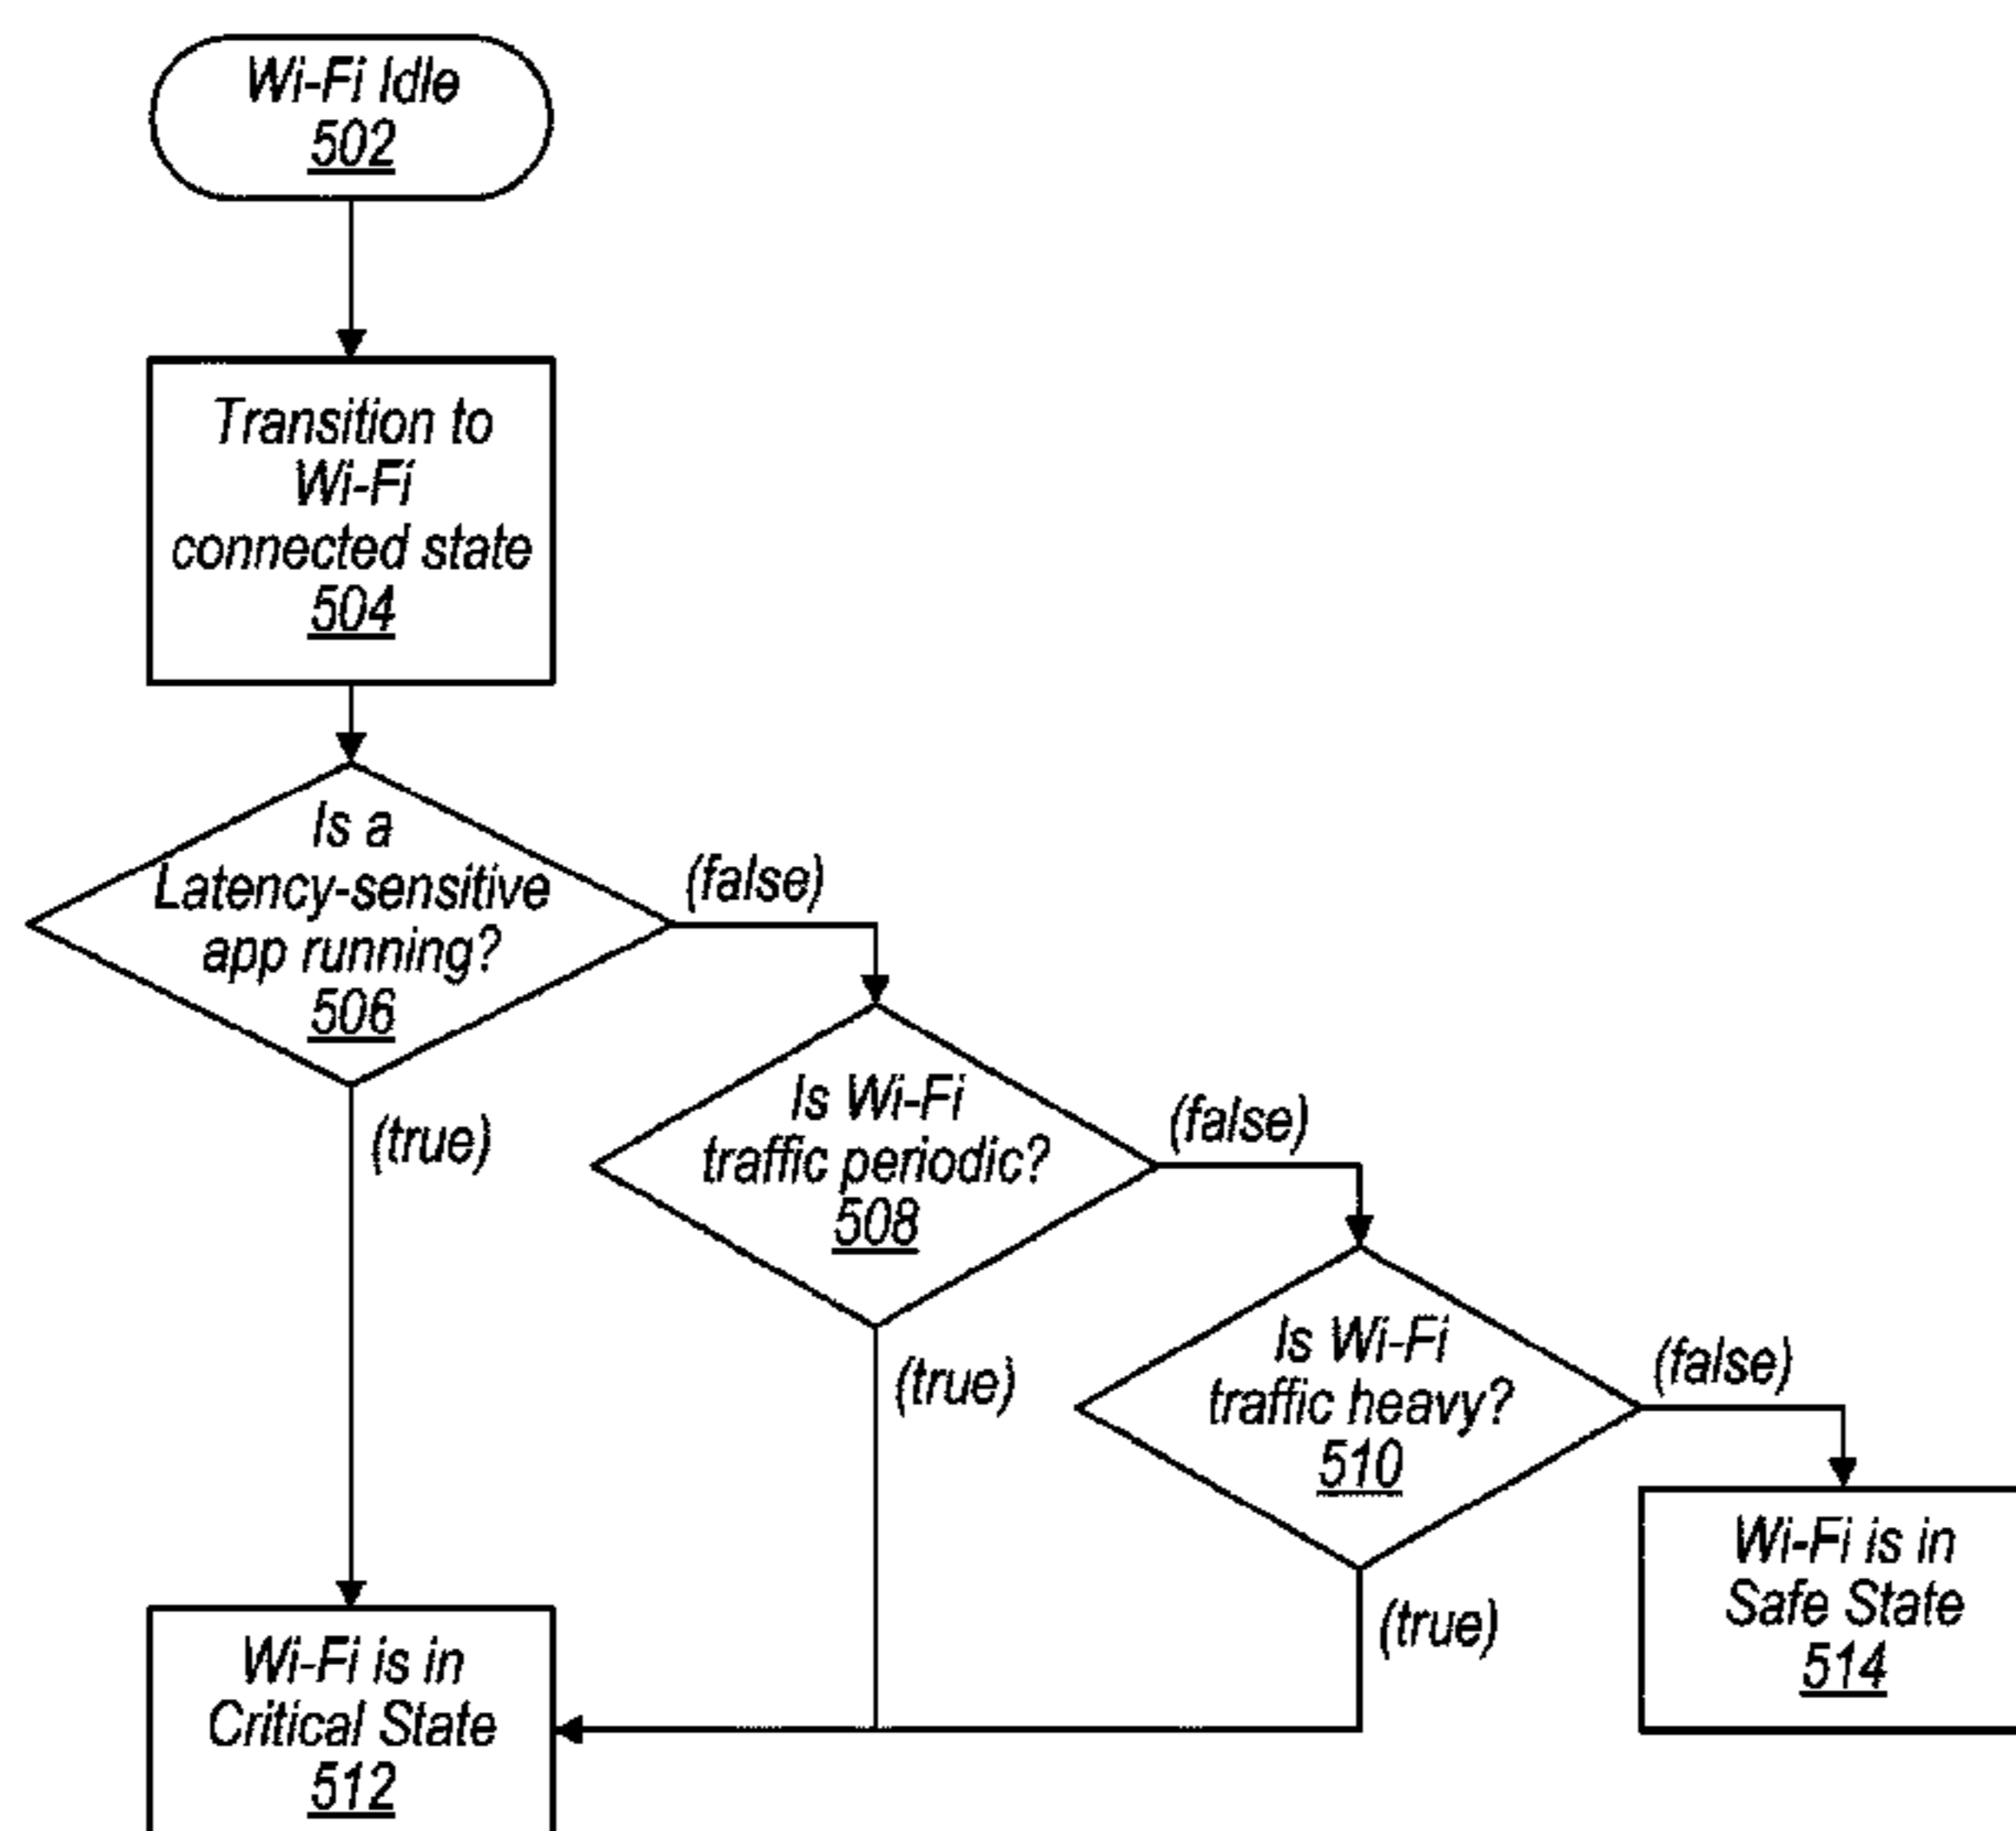 Wi-Fi Idle
502
Transition to
Wi-Fi
connected state
504
Is a
Latency-sensitive
app running?
506
(false)
(true)
Is Wi-Fi
traffic periodic?
508
(false)
(true)
Is Wi-Fi
traffic heavy?
510
(false)
(true)
Wi-Fi is in
Safe State
514
Wi-Fi is in
Critical State
512